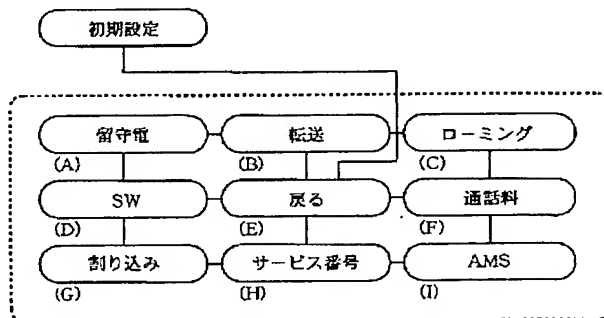 初期設定
留守電 転送 ローミング
(A) (B) (C)
SW 戻る 通話料
(D) (E) (F)
割り込み サービス番号 AMS
(G) (H) (I)